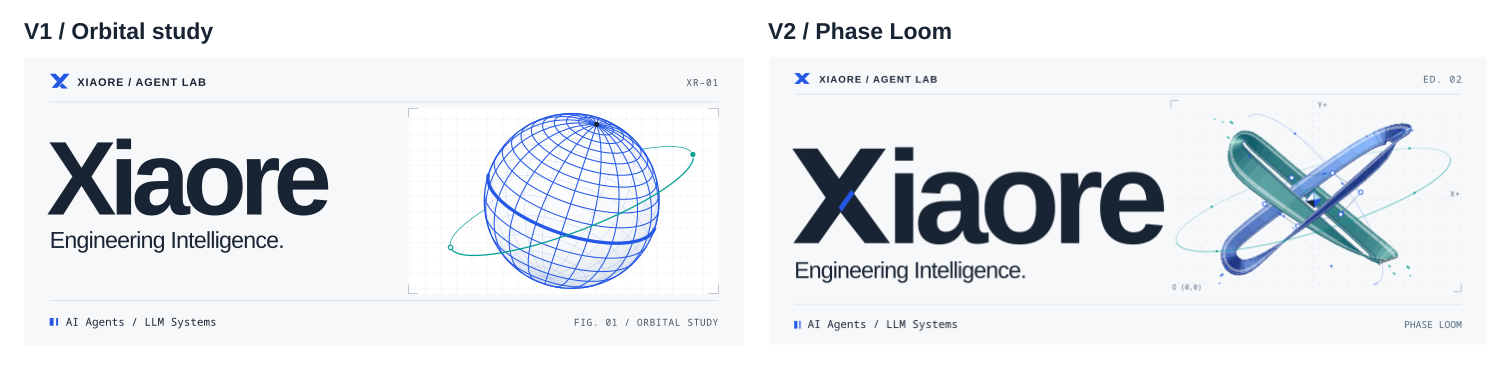 V1 / Orbital study
XIAORE / AGENT LAB
XR-01
Xiaore
Engineering Intelligence.
AI Agents / LLM Systems
FIG. 01 / ORBITAL STUDY
V2 / Phase Loom
XIAORE / AGENT LAB
ED. 02
Y+
Xiaore
X+
Engineering Intelligence.
O (0,0)
AI Agents / LLM Systems
PHASE LOOM